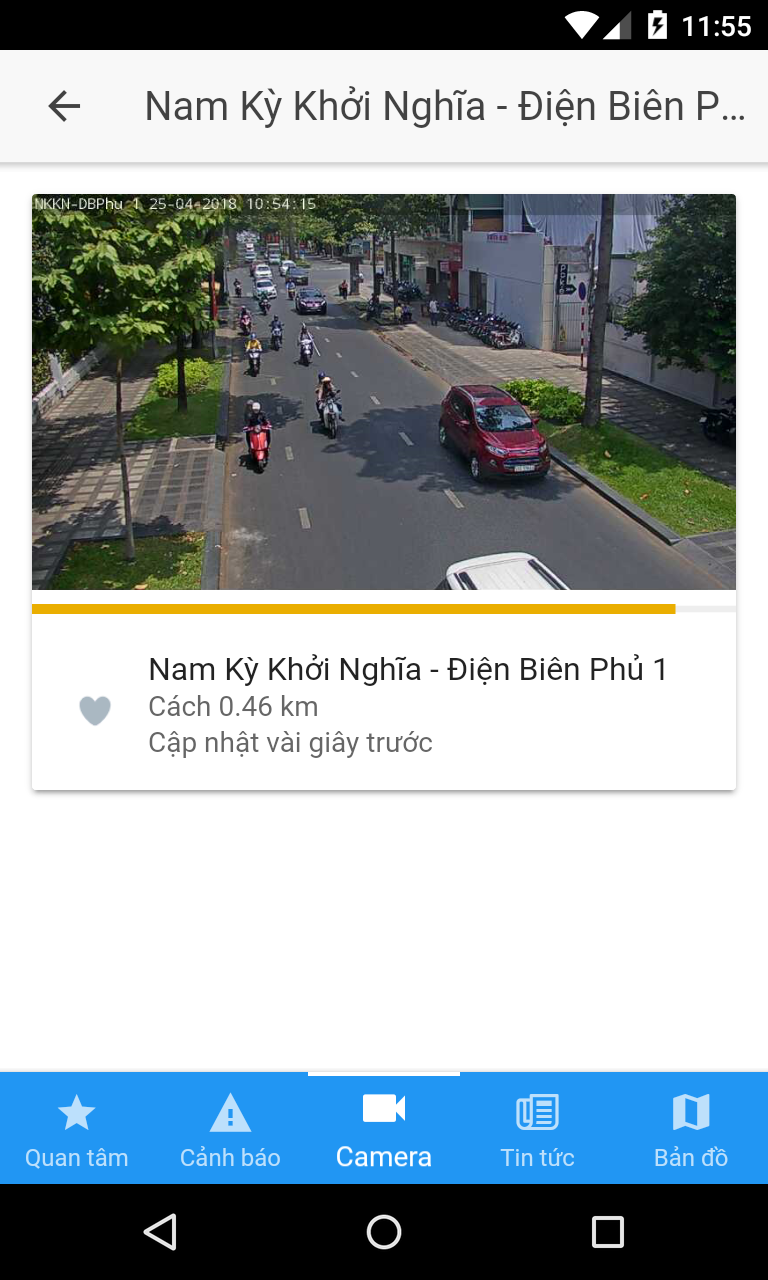 11:55
Nam Kỳ Khởi Nghĩa - Điện Biên P...
NKKN-DBPhu 1 25-04-2018 10:54:15
Nam Kỳ Khởi Nghĩa - Điện Biên Phủ 1
Cách 0.46 km
Cập nhật vài giây trước
Quan tâm
Cảnh báo
Camera
Tin tức
Bản đồ